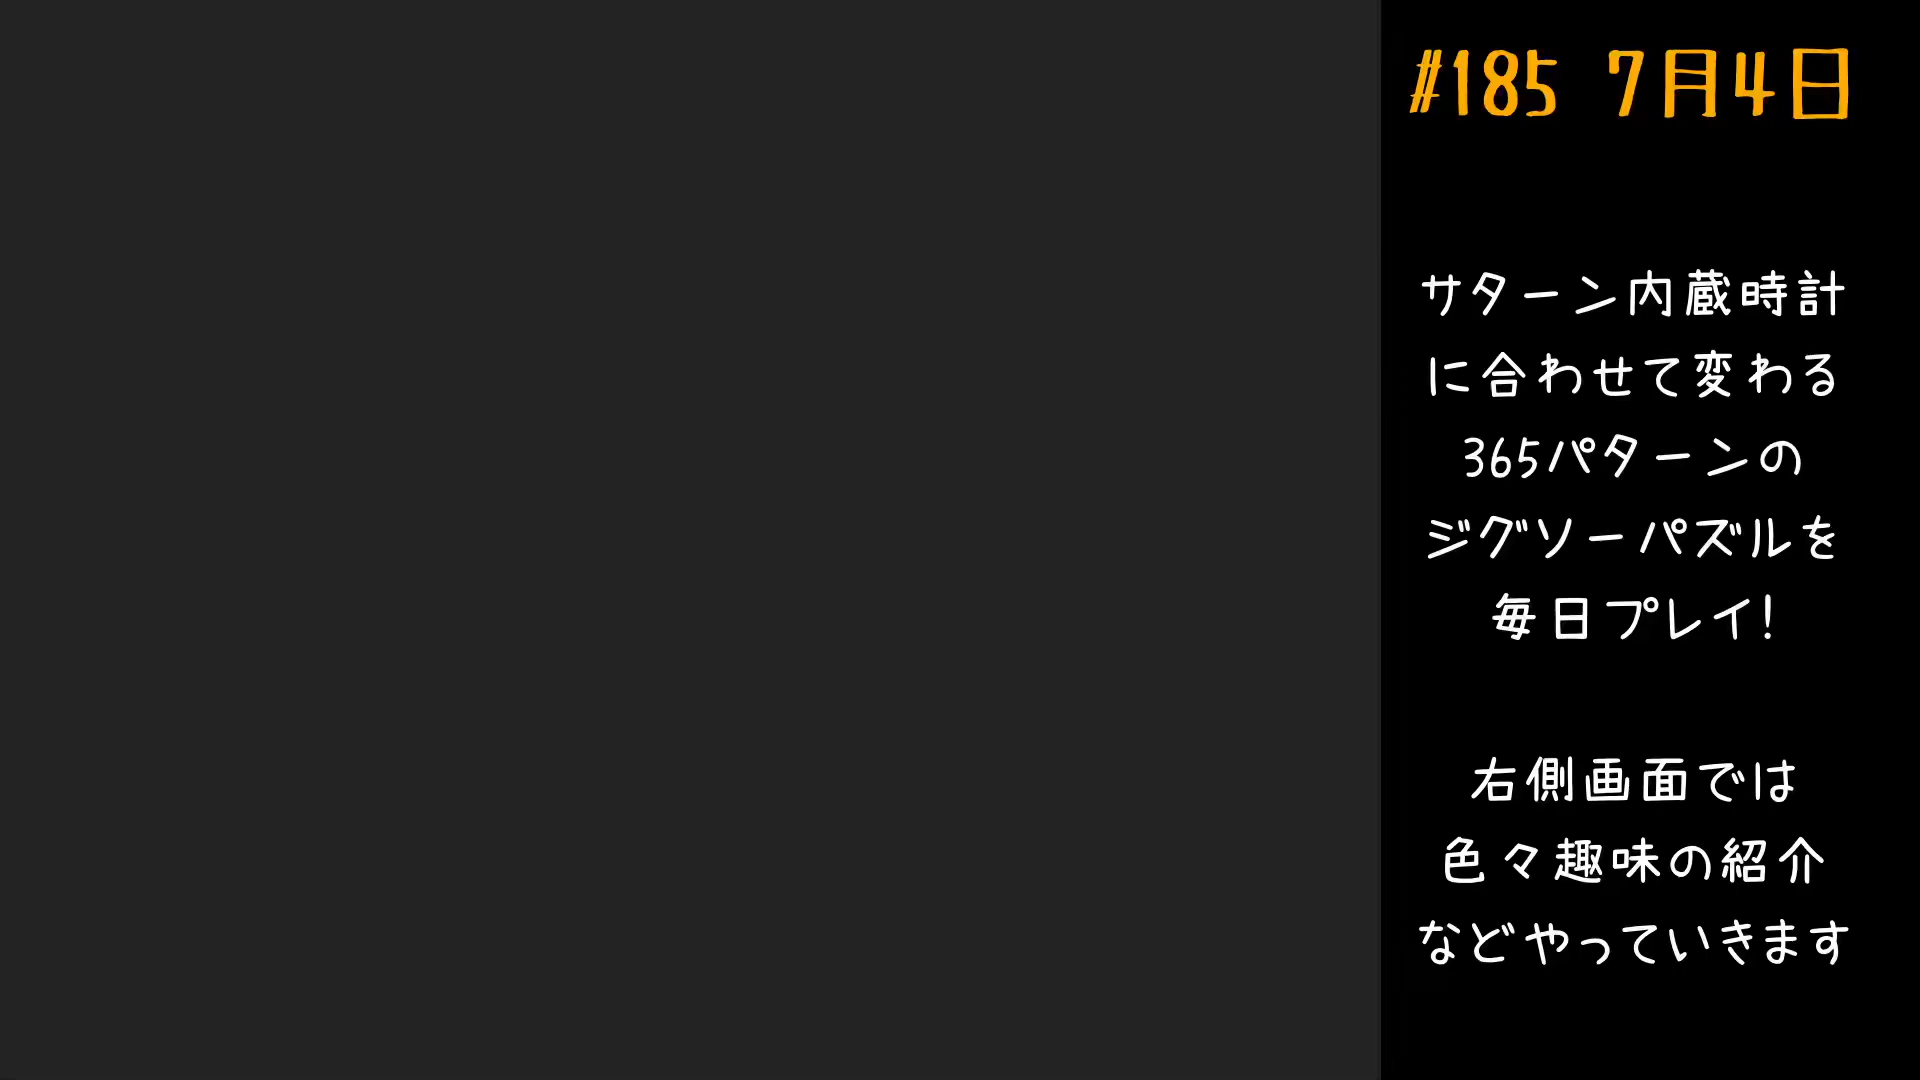 #185 7月4日
サターン内蔵時計
に合わせて変わる
365パターンの
ジグソーパズルを
毎日プレイ!
右側画面では
色々趣味の紹介
などやっていきます